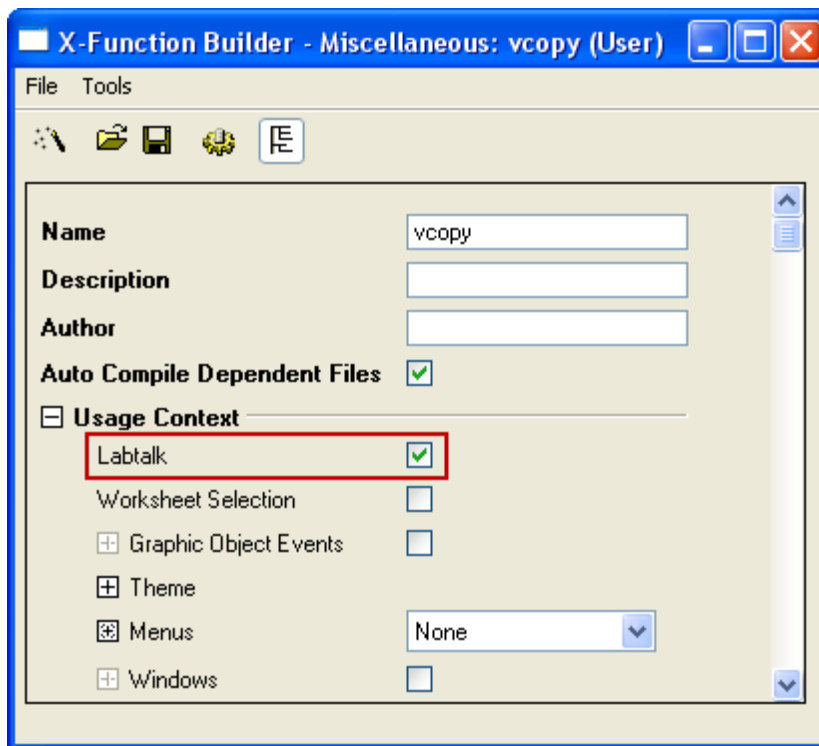 X-Function Builder - Miscellaneous: vcopy (User)
File Tools
Name vcopy
Description
Author
Auto Compile Dependent Files
Usage Context
Labtalk
Worksheet Selection
Graphic Object Events
Theme
Menus None
Windows